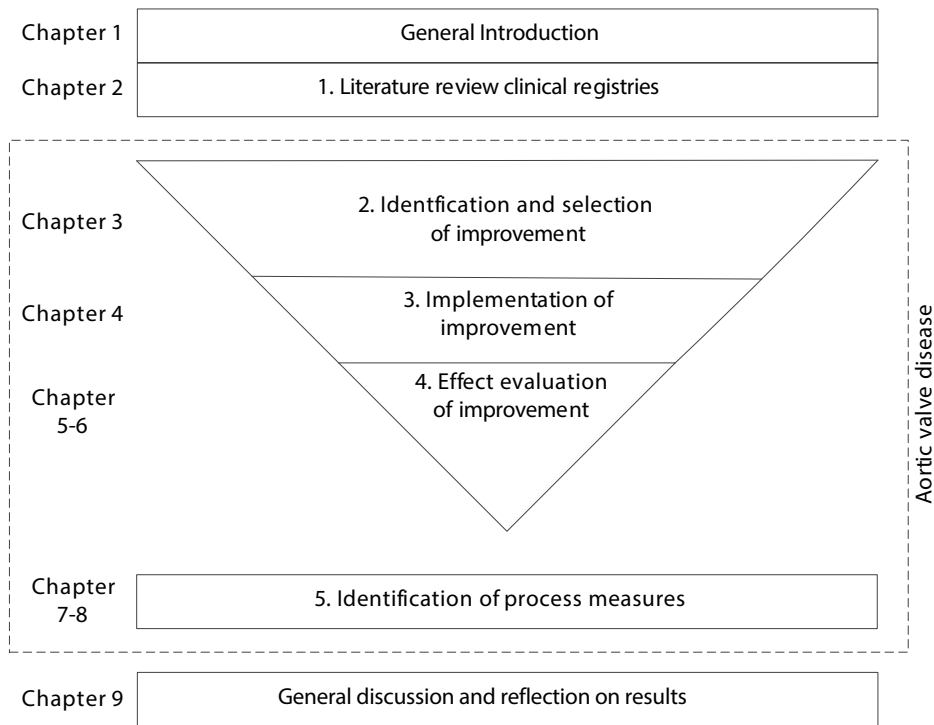 Chapter 1
General Introduction
Chapter 2
1. Literature review clinical registries
Chapter 3
2. Identfication and selection
of improvement
Chapter 4
3. Implementation of
improvement
Chapter
5-6
4. Effect evaluation
of improvement
Aortic valve disease
Chapter
7-8
5. Identification of process measures
Chapter 9
General discussion and reflection on results